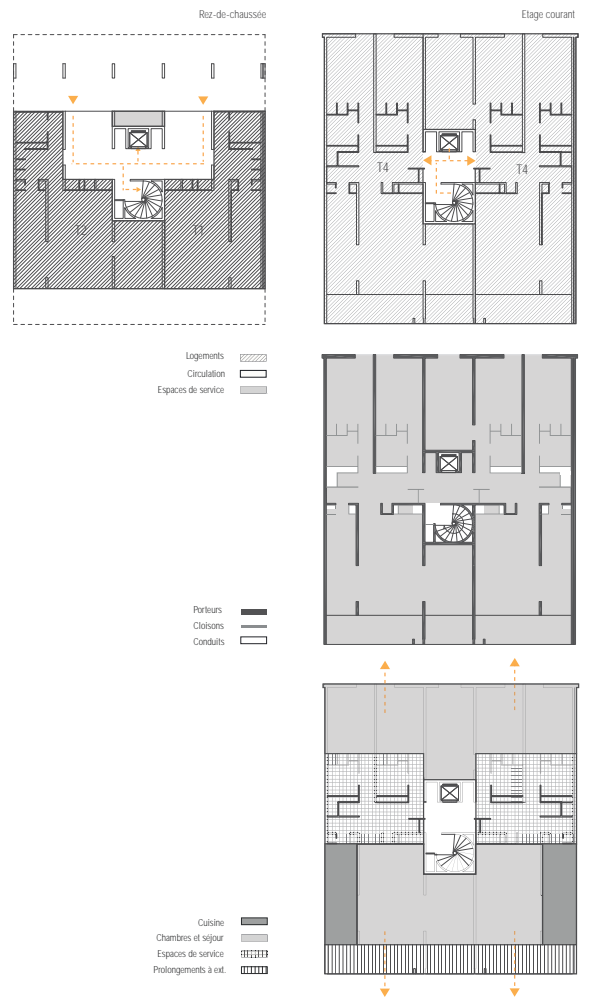 Rez-de-chaussée
Etage courant
T4
T4
T2
T1
Logements
Circulation
Espaces de service
Porteurs
Cloisons
Conduits
Cuisine
Chambres et séjour
Espaces de service
Prolongements à ext.